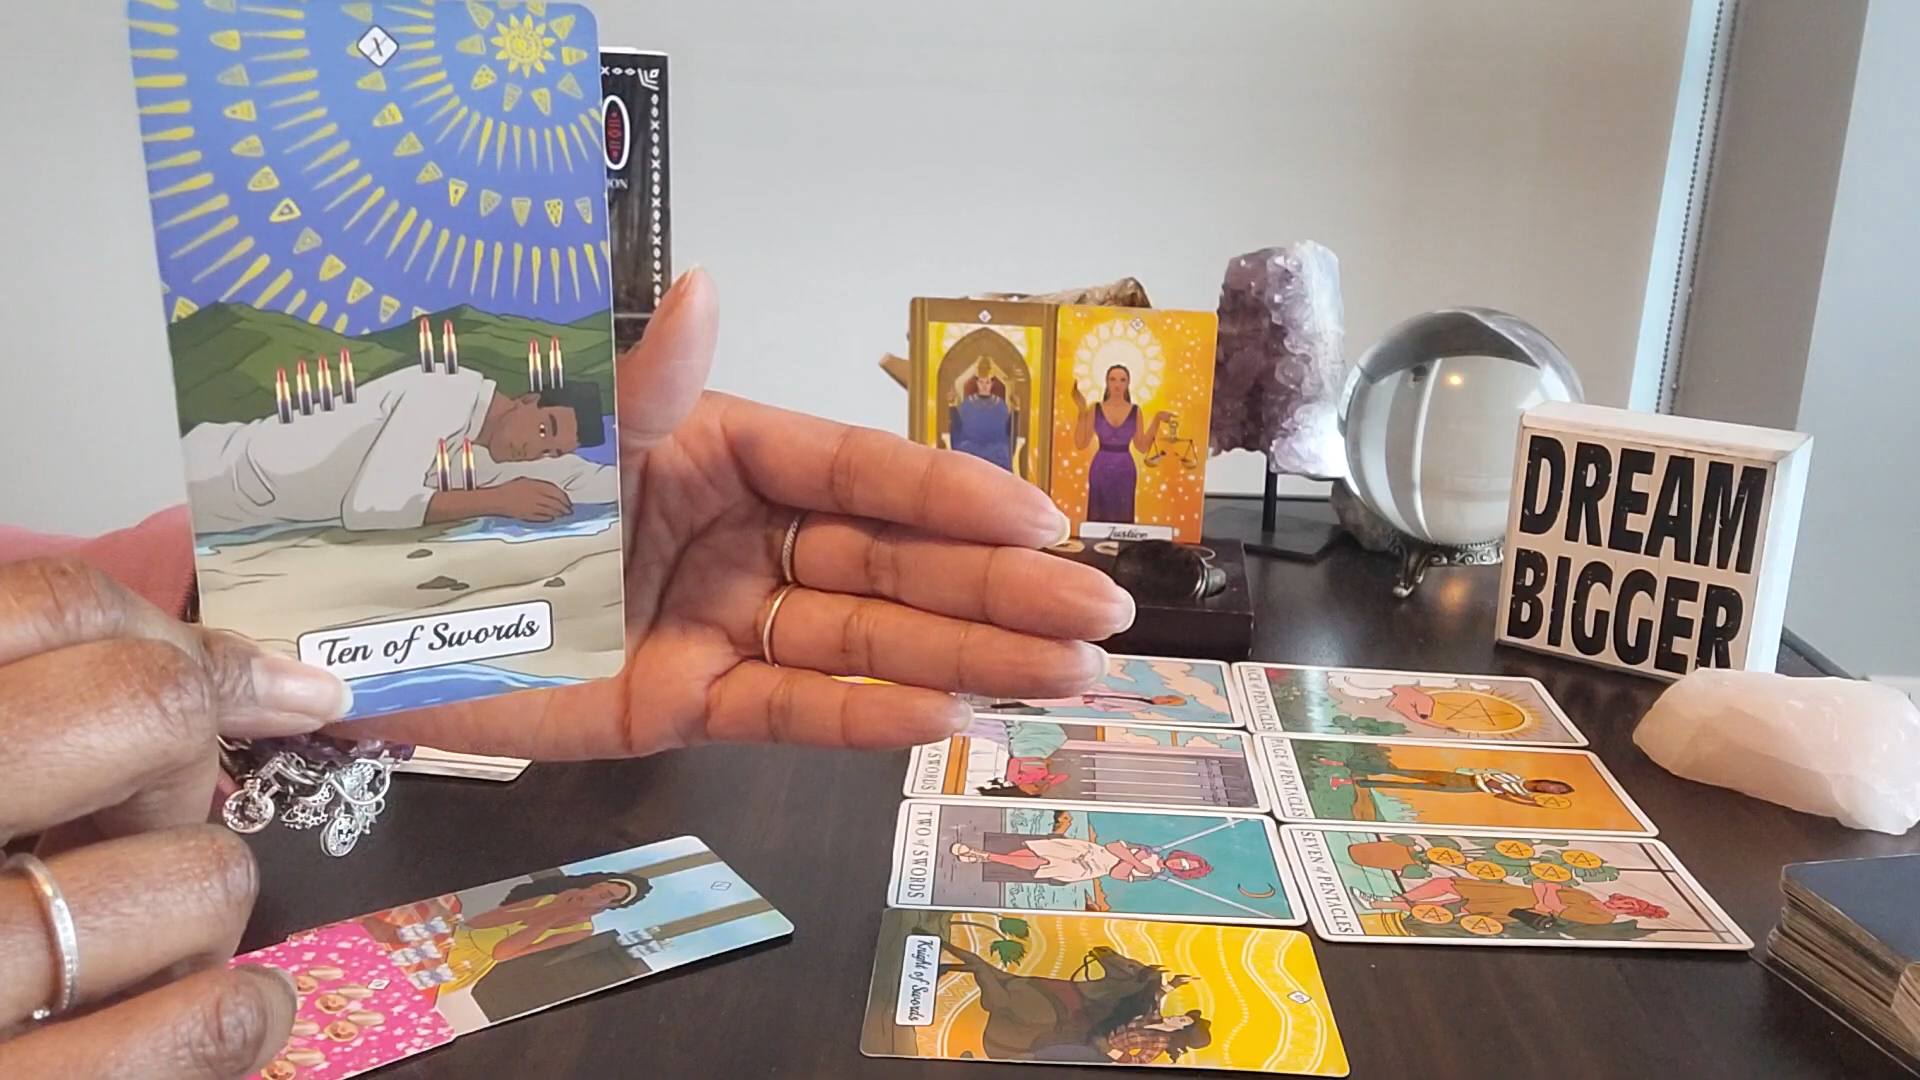 X
Ten of Swords
ION
Justice
DREAM
BIGGER
ACE of PENTACLES
of SWORDS
PAGE of PENTACLES
TWO of SWORDS
SEVEN of PENTACLES
Knight of Swords